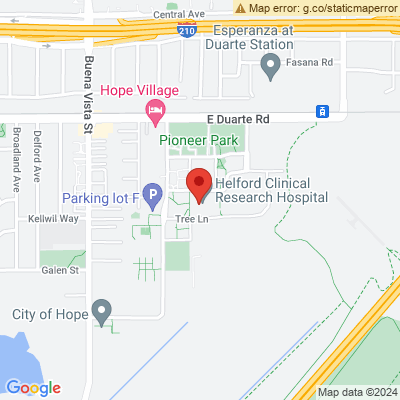 Map error: g.co/staticmaperror
Central Ave
210
Esperanza at
Duarte Station
Fasana Rd
Buena Vista St
Hope Village
E Duarte Rd
Delford Ave
Broadland Ave
Pioneer Park
Helford Clinical
Research Hospital
Parking lot F
P
Kellwil Way
Tree Ln
Galen St
City of Hope
Google
Map data ©2024